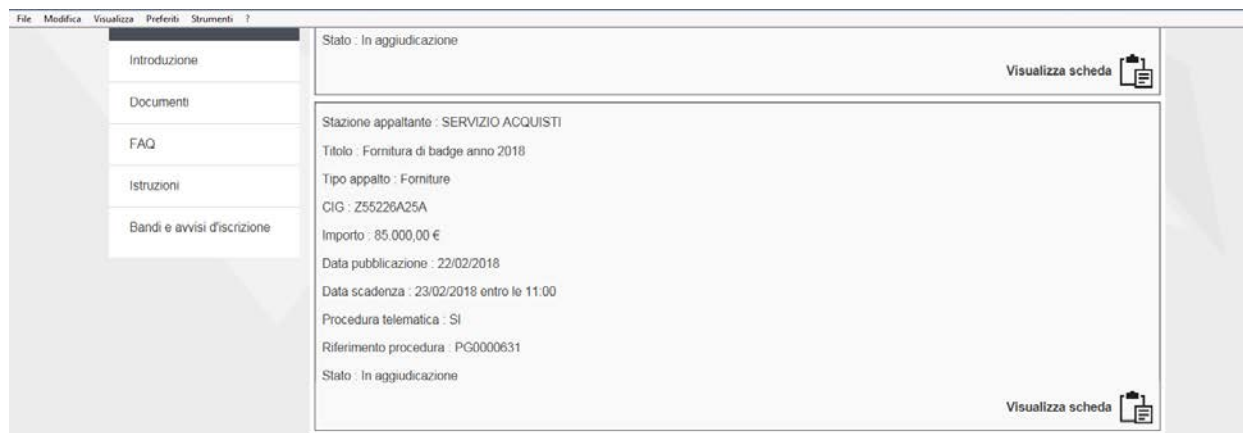 File Modifica Visualizza Preferiti Strumenti ?
Introduzione
Documenti
FAQ
Istruzioni
Bandi e avvisi d'iscrizione
Stato : In aggiudicazione
Visualizza scheda
Stazione appaltante : SERVIZIO ACQUISTI
Titolo : Fornitura di badge anno 2018
Tipo appalto : Forniture
CIG : Z55226A25A
Importo : 85.000,00 €
Data pubblicazione : 22/02/2018
Data scadenza : 23/02/2018 entro le 11:00
Procedura telematica : SI
Riferimento procedura : PG0000631
Stato : In aggiudicazione
Visualizza scheda